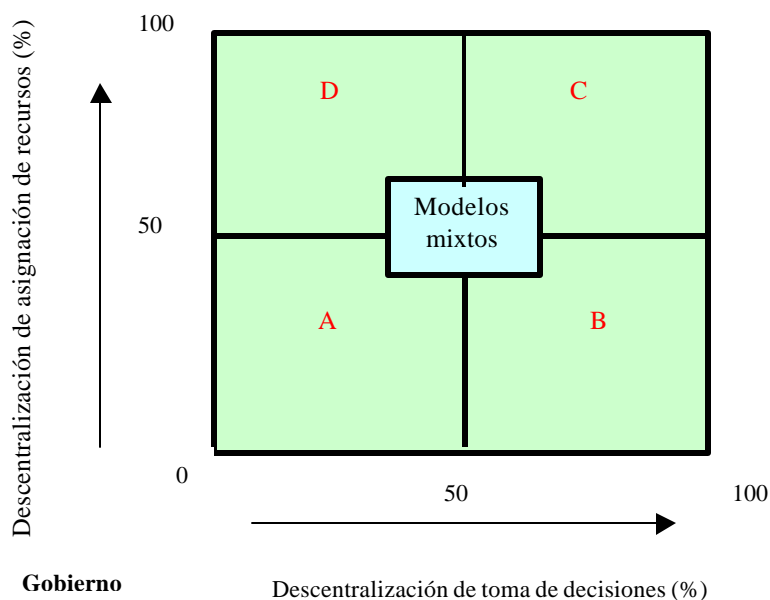 Descentralización de asignación de recursos (%)
100
D
C
Modelos
mixtos
50
A
B
0
50
100
Gobierno
Descentralización de toma de decisiones (%)